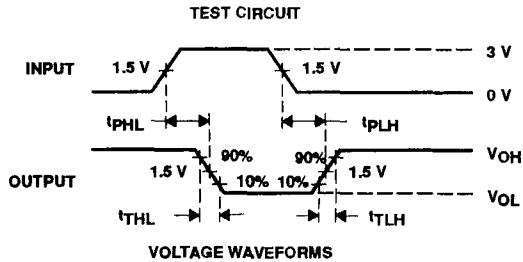 TEST CIRCUIT
3 V
INPUT 1.5 V 1.5 V
0 V
tPHL tPLH
90% 90% VOH
OUTPUT 1.5 V 10% 10% 1.5 V
VOL
tTHL tTLH
VOLTAGE WAVEFORMS